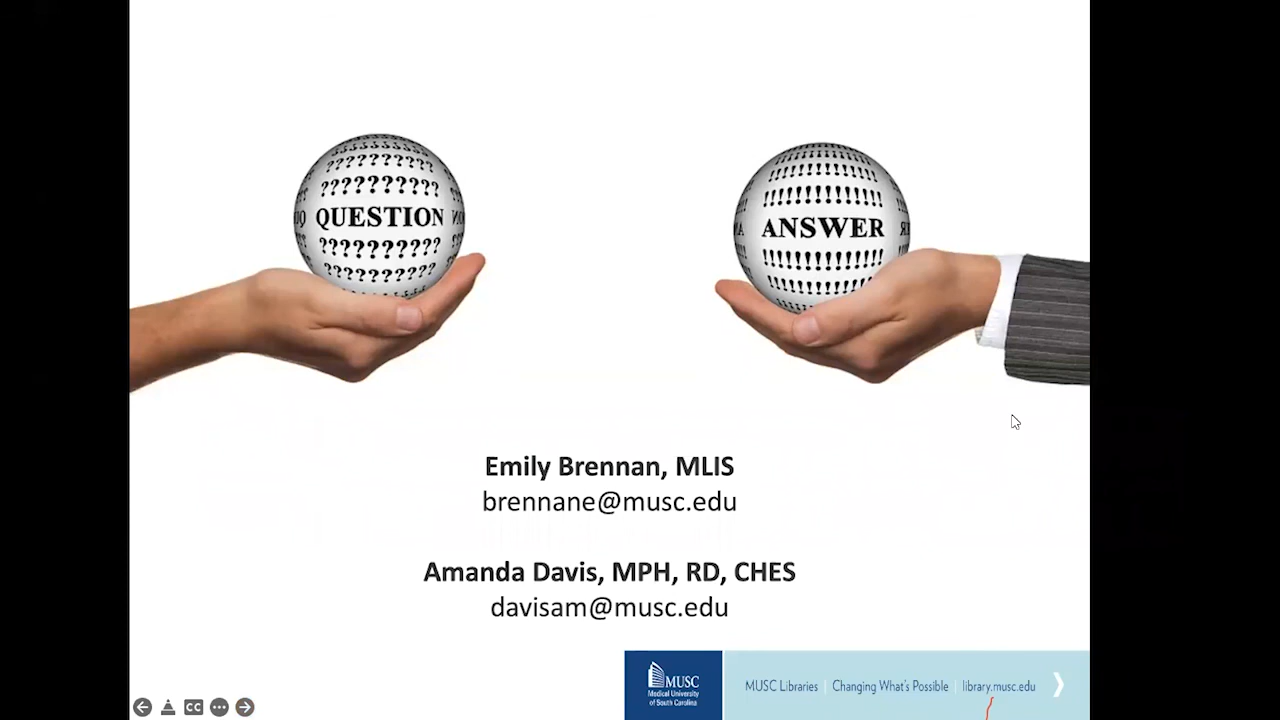 ?????????
??????????
QUESTION
??????????
??????????
!!!!!!!!!!
ANSWER
!!!!!!!!!!
Emily Brennan, MLIS
brennane@musc.edu
Amanda Davis, MPH, RD, CHES
davisam@musc.edu
MUSC
Medical University
of South Carolina
MUSC Libraries | Changing What's Possible | library.musc.edu
CC